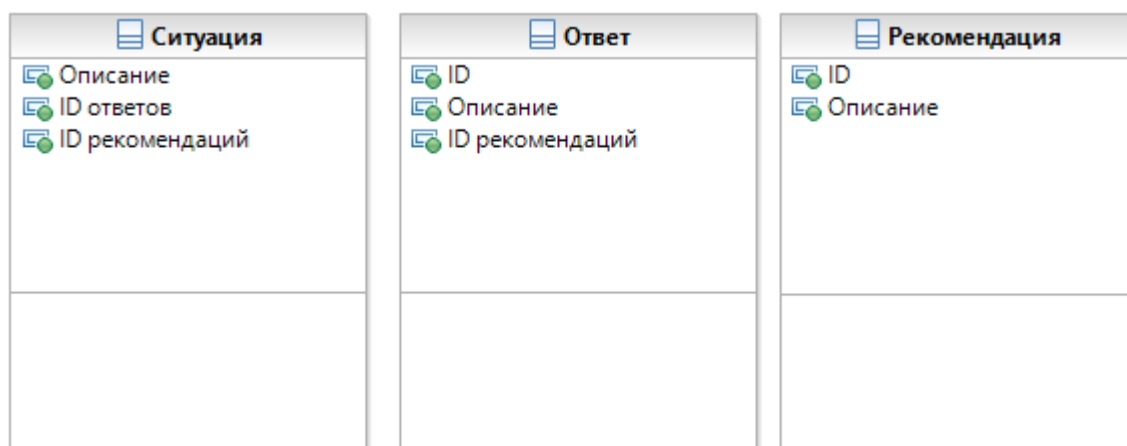 Ситуация
Описание
ID ответов
ID рекомендаций
Ответ
ID
Описание
ID рекомендаций
Рекомендация
ID
Описание